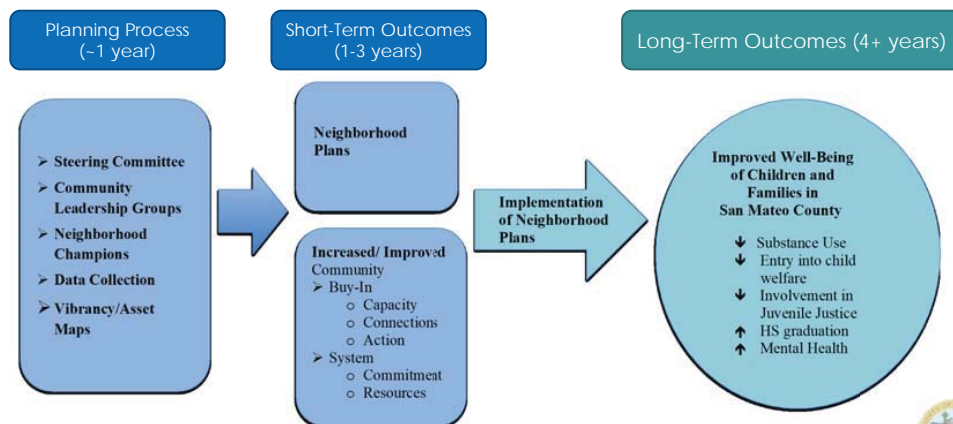 Planning Process
(~1 year)
Short-Term Outcomes
(1-3 years)
Long-Term Outcomes (4+ years)
➢ Steering Committee
➢ Community
Leadership Groups
➢ Neighborhood
Champions
➢ Data Collection
➢ Vibrancy/Asset
Maps
Neighborhood
Plans
Increased/ Improved
Community
➢ Buy-In
o Capacity
o Connections
o Action
➢ System
o Commitment
o Resources
Implementation
of Neighborhood
Plans
Improved Well-Being
of Children and
Families in
San Mateo County
↓ Substance Use
↓ Entry into child
welfare
↓ Involvement in
Juvenile Justice
↑ HS graduation
↑ Mental Health